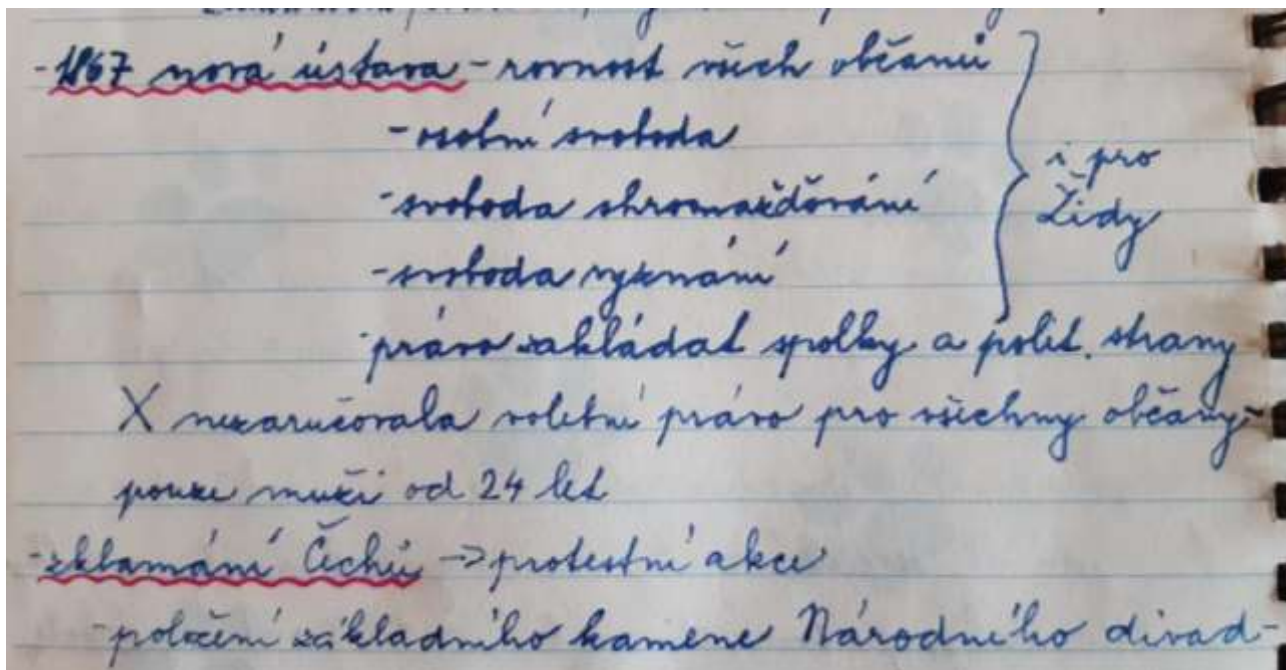 - 1867 nová ústava - rovnost všech občanů
- osobní svoboda
- svoboda shromažďování
i pro
Židy
- svoboda vyznání
- právo zakládat spolky a polit. strany
X nezaručovala volební právo pro všechny občany -
pouze muži od 24 let
- zklamání Čechů -> protestní akce
- položení základního kamene Národního divad-